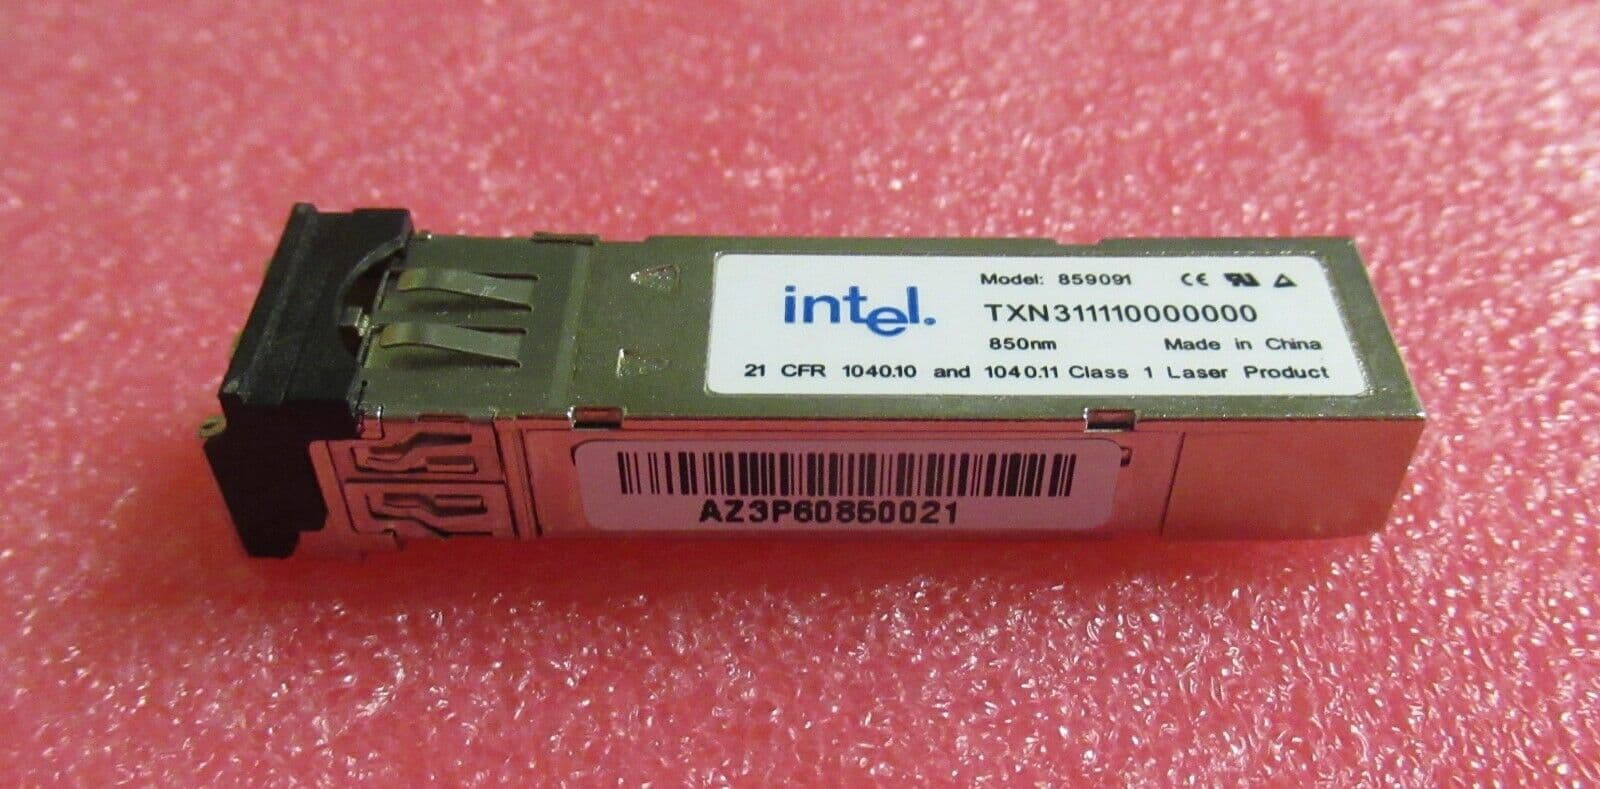 intel.
Model: 859091 CE
TXN311110000000
850nm Made in China
21 CFR 1040.10 and 1040.11 Class 1 Laser Product
AZ3P60850021